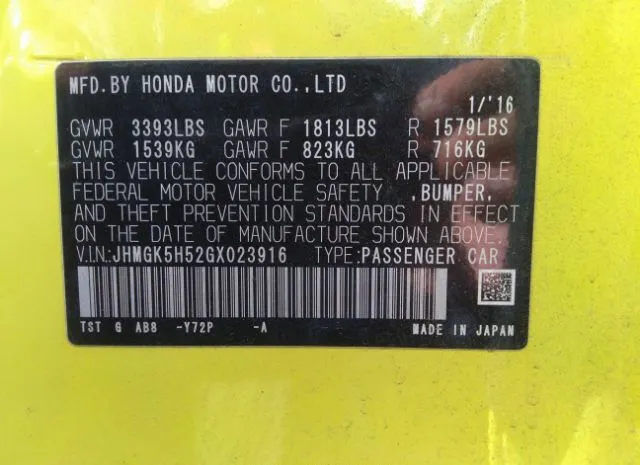 MFD.BY HONDA MOTOR CO.,LTD
1/'16
GVWR 3393LBS GAWR F 1813LBS R 1579LBS
GVWR 1539KG GAWR F 823KG R 716KG
THIS VEHICLE CONFORMS TO ALL APPLICABLE
FEDERAL MOTOR VEHICLE SAFETY ,BUMPER,
AND THEFT PREVENTION STANDARDS IN EFFECT
ON THE DATE OF MANUFACTURE SHOWN ABOVE.
V.I.N:JHMGK5H52GX023916 TYPE:PASSENGER CAR
TST G AB8 -Y72P -A MADE IN JAPAN